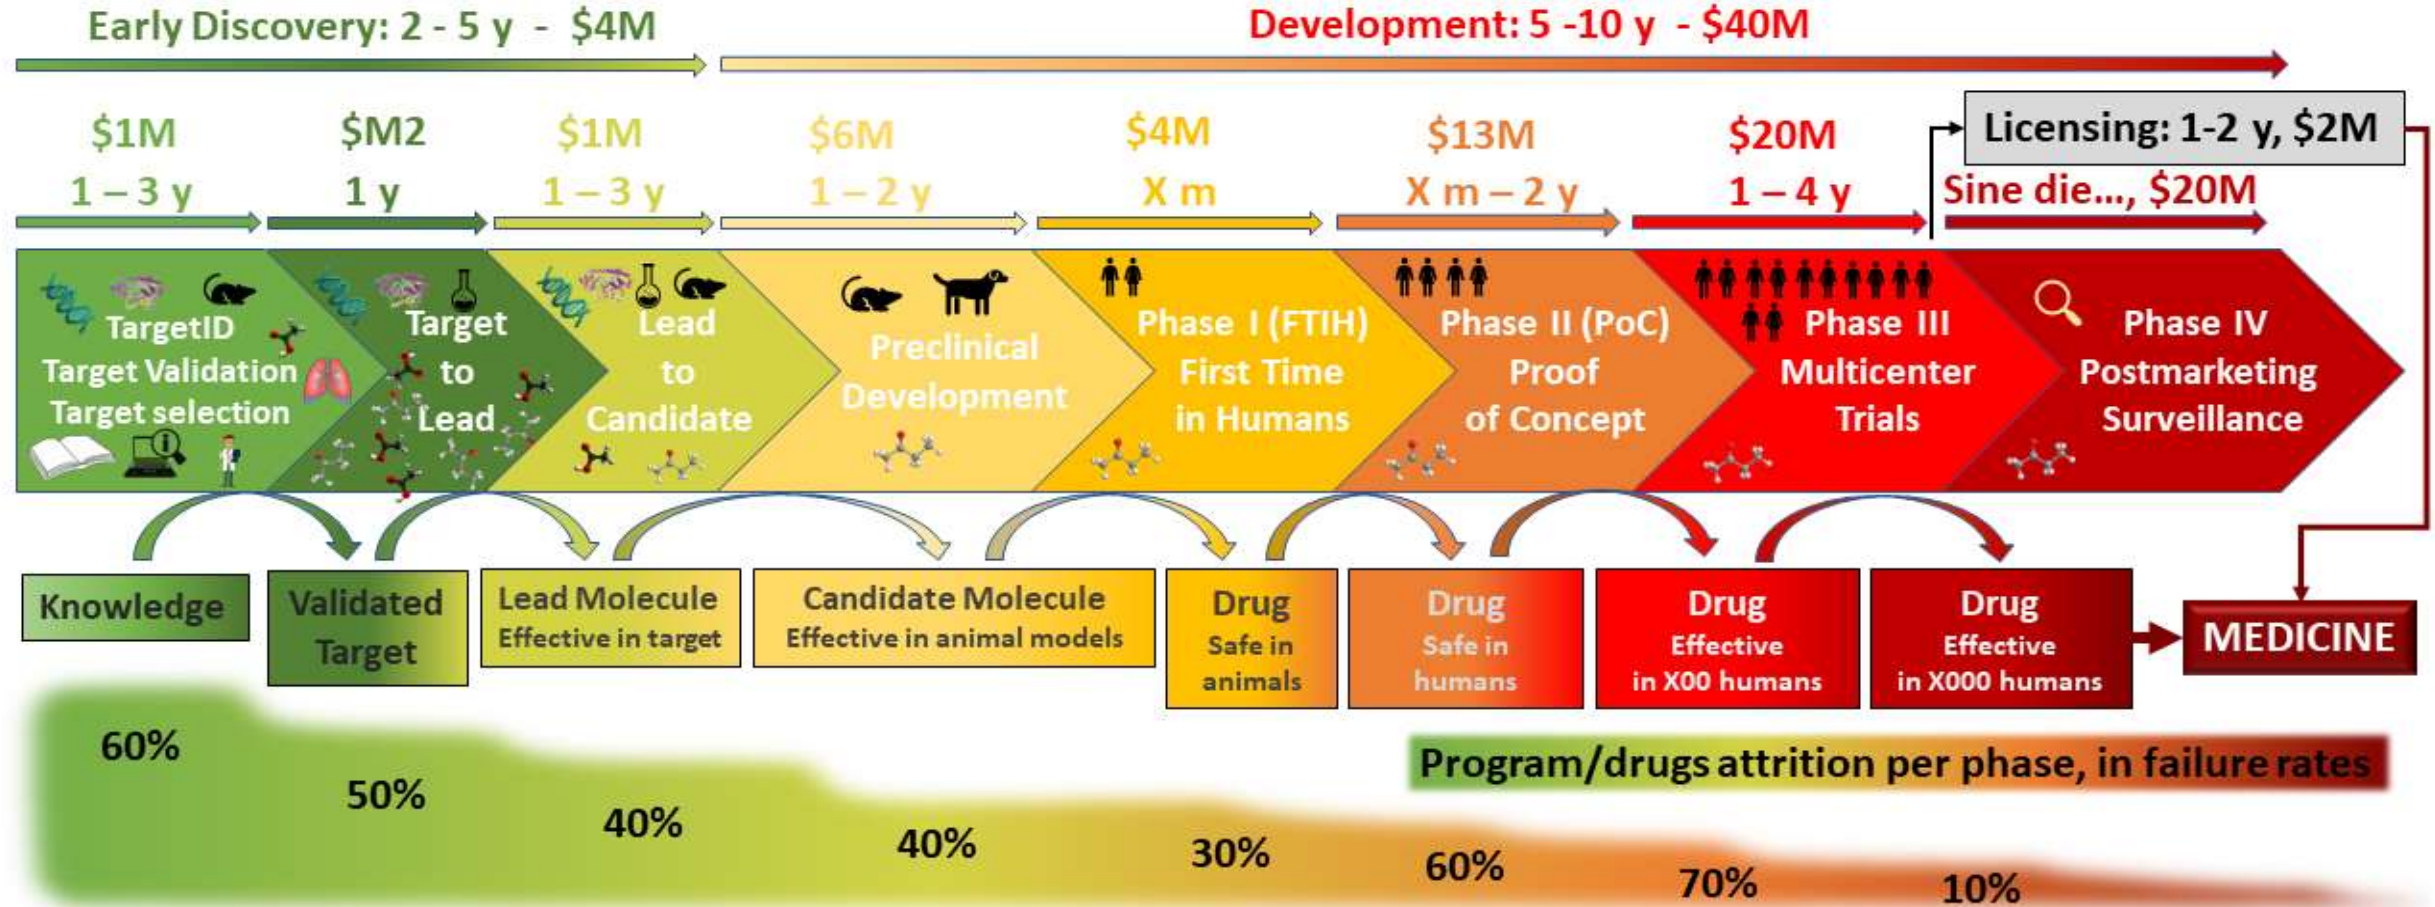 Early Discovery: 2 - 5 y - $4M
Development: 5 -10 y - $40M
$1M
1 – 3 y
$M2
1 y
$1M
1 – 3 y
$6M
1 – 2 y
$4M
X m
$13M
X m – 2 y
$20M
1 – 4 y
Licensing: 1-2 y, $2M
Sine die..., $20M
TargetID
Target Validation
Target selection
Target
to
Lead
Lead
to
Candidate
Preclinical
Development
Phase I (FTIH)
First Time
in Humans
Phase II (PoC)
Proof
of Concept
Phase III
Multicenter
Trials
Phase IV
Postmarketing
Surveillance
Knowledge
Validated
Target
Lead Molecule
Effective in target
Candidate Molecule
Effective in animal models
Drug
Safe in
animals
Drug
Safe in
humans
Drug
Effective
in X00 humans
Drug
Effective
in X000 humans
MEDICINE
Program/drugs attrition per phase, in failure rates
60%
50%
40%
40%
30%
60%
70%
10%